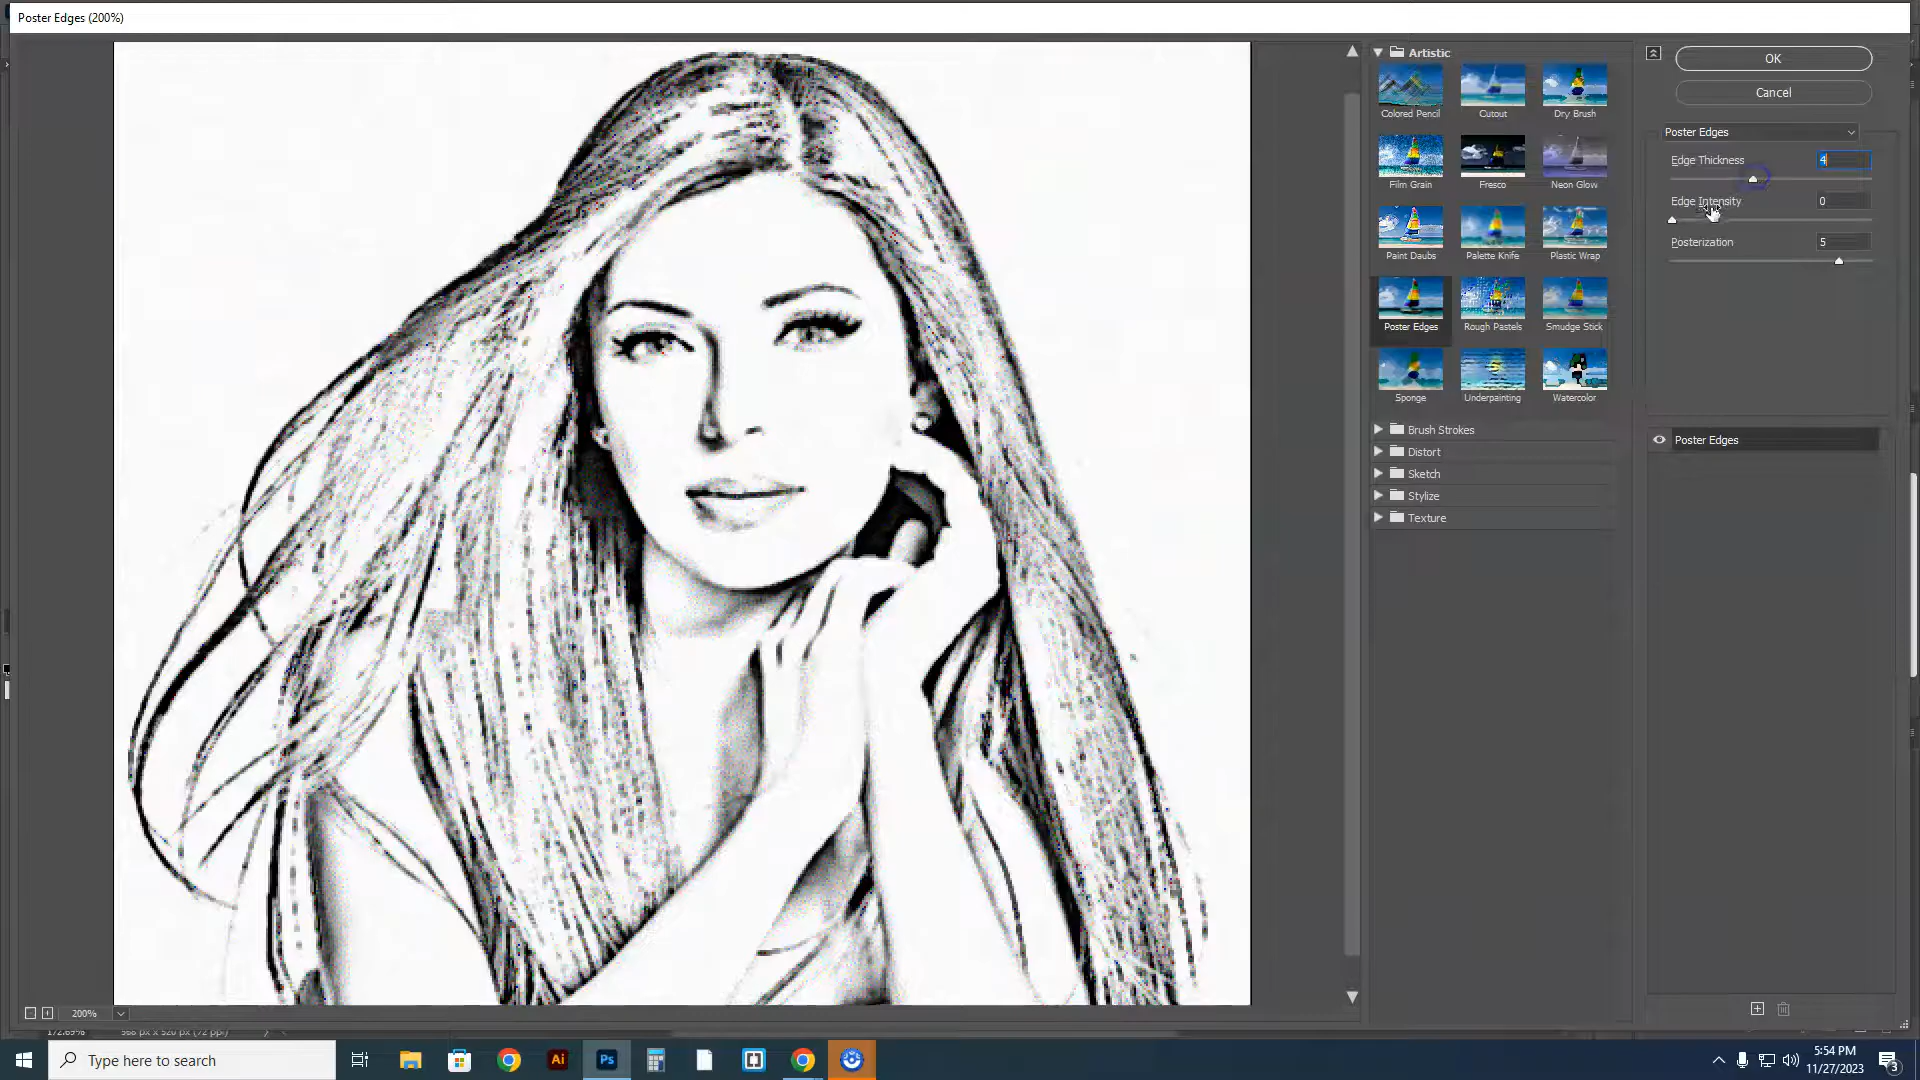 Poster Edges (200%)
Artistic
Colored Pencil
Cutout
Dry Brush
Film Grain
Fresco
Neon Glow
Paint Daubs
Palette Knife
Plastic Wrap
Poster Edges
Rough Pastels
Smudge Stick
Sponge
Underpainting
Watercolor
Brush Strokes
Distort
Sketch
Stylize
Texture
OK
Cancel
Poster Edges
Edge Thickness 4
Edge Intensity 0
Posterization 5
Poster Edges
200%
Type here to search
Ai
Ps
5:54 PM
11/27/2023
3